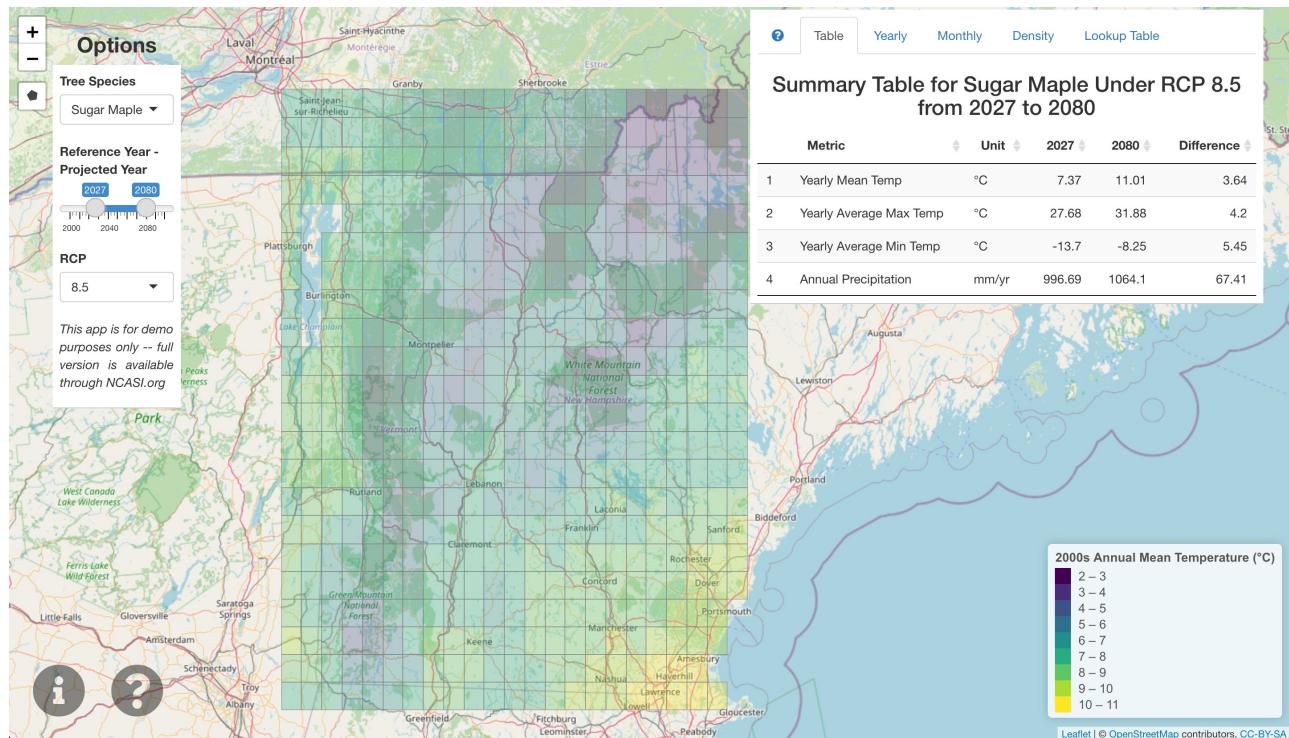 +
−
Options
Tree Species
Sugar Maple
Reference Year -
Projected Year
2027 2080
2000 2040 2080
RCP
8.5
This app is for demo
purposes only -- full
version is available
through NCASI.org
Table Yearly Monthly Density Lookup Table
Summary Table for Sugar Maple Under RCP 8.5
from 2027 to 2080
Metric Unit 2027 2080 Difference
1 Yearly Mean Temp °C 7.37 11.01 3.64
2 Yearly Average Max Temp °C 27.68 31.88 4.2
3 Yearly Average Min Temp °C -13.7 -8.25 5.45
4 Annual Precipitation mm/yr 996.69 1064.1 67.41
Saint-Hyacinthe
Laval
Montérégie
Montréal
Estrie
Granby
Sherbrooke
Saint-Jean-
sur-Richelieu
St. Ste
Plattsburgh
Burlington
Lake Champlain
Montpelier
Augusta
Peaks
erness
White Mountain
National
Forest
New Hampshire
Lewiston
Park
Vermont
West Canada
Lake Wilderness
Rutland
Lebanon
Portland
Laconia
Franklin
Biddeford
Sanford
Claremont
Rochester
Ferris Lake
Wild Forest
Concord
Dover
Green Mountain
National
Forest
Saratoga
Springs
Portsmouth
Little Falls
Gloversville
Manchester
Amsterdam
Keene
Amesbury
Schenectady
Haverhill
Nashua
Lawrence
Troy
Albany
Lowell
Gloucester
Greenfield
Fitchburg
Leominster
Peabody
2000s Annual Mean Temperature (°C)
2 – 3
3 – 4
4 – 5
5 – 6
6 – 7
7 – 8
8 – 9
9 – 10
10 – 11
Leaflet | © OpenStreetMap contributors, CC-BY-SA